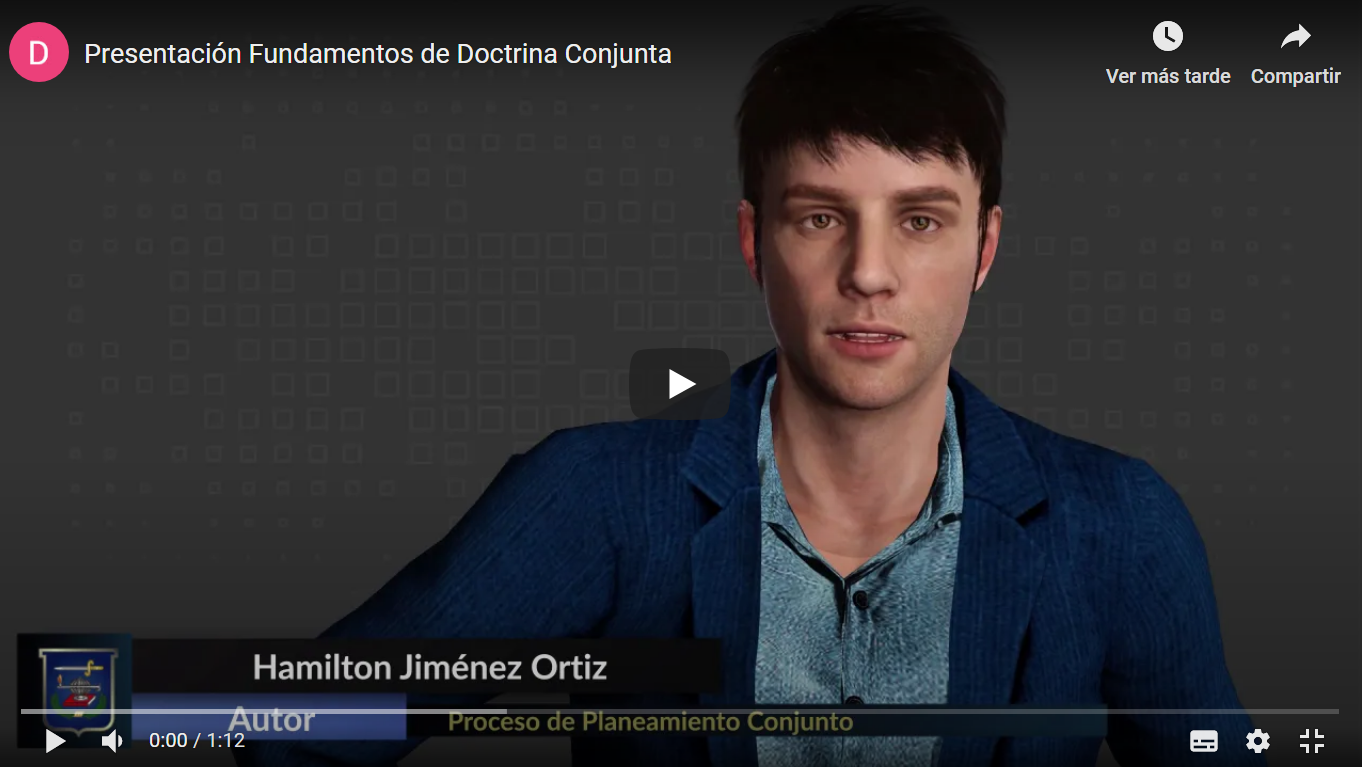 D
Presentación Fundamentos de Doctrina Conjunta
Ver más tarde
Compartir
Hamilton Jiménez Ortiz
Autor
Proceso de Planeamiento Conjunto
0:00 / 1:12